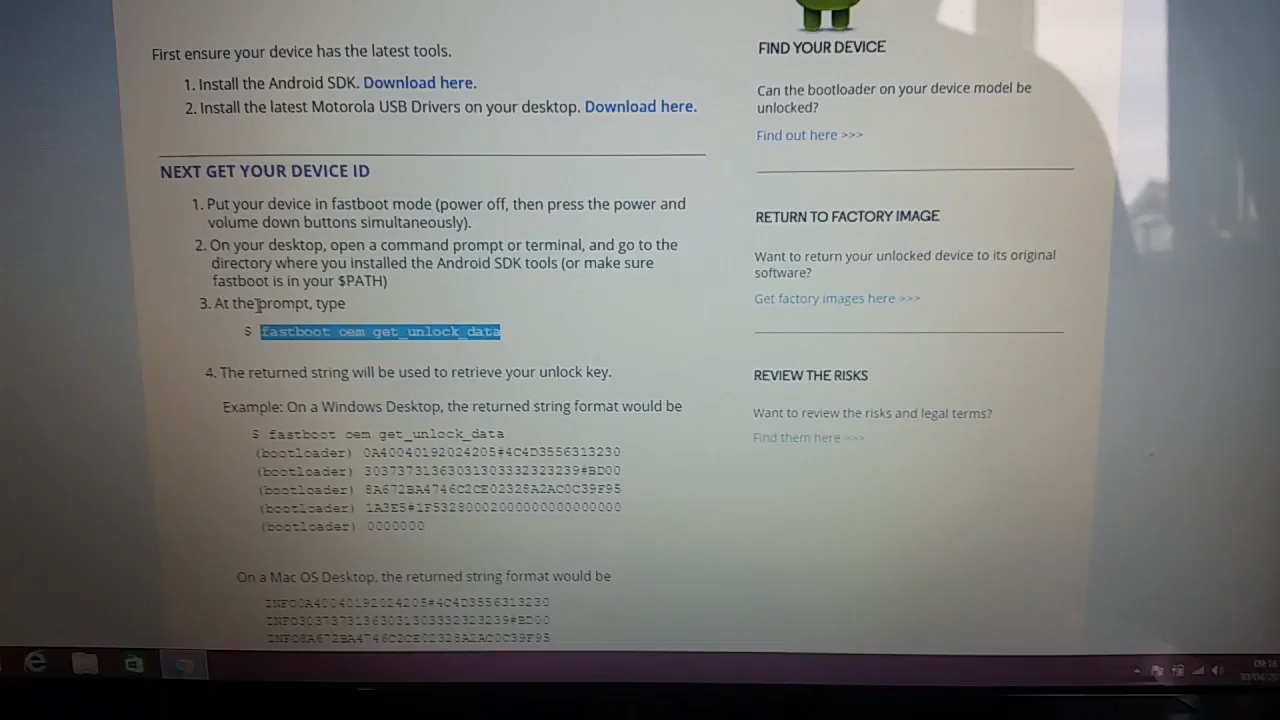 First ensure your device has the latest tools.
1. Install the Android SDK. Download here.
2. Install the latest Motorola USB Drivers on your desktop. Download here.
NEXT GET YOUR DEVICE ID
1. Put your device in fastboot mode (power off, then press the power and
volume down buttons simultaneously).
2. On your desktop, open a command prompt or terminal, and go to the
directory where you installed the Android SDK tools (or make sure
fastboot is in your $PATH)
3. At the prompt, type
$ fastboot oem get_unlock_data
4. The returned string will be used to retrieve your unlock key.
Example: On a Windows Desktop, the returned string format would be
$ fastboot oem get_unlock_data
(bootloader) 0A40040192024205#4C4D3556313230
(bootloader) 30373731363031303332323239#BD00
(bootloader) 8A672BA4746C2CE02328A2AC0C39F95
(bootloader) 1A3E5#1F53280002000000000000000
(bootloader) 0000000
On a Mac OS Desktop, the returned string format would be
INFO0A40040192024205#4C4D3556313230
INFO30373731363031303332323239#BD00
INFO8A672BA4746C2CE02328A2AC0C39F95
FIND YOUR DEVICE
Can the bootloader on your device model be
unlocked?
Find out here >>>
RETURN TO FACTORY IMAGE
Want to return your unlocked device to its original
software?
Get factory images here >>>
REVIEW THE RISKS
Want to review the risks and legal terms?
Find them here >>>
09:16